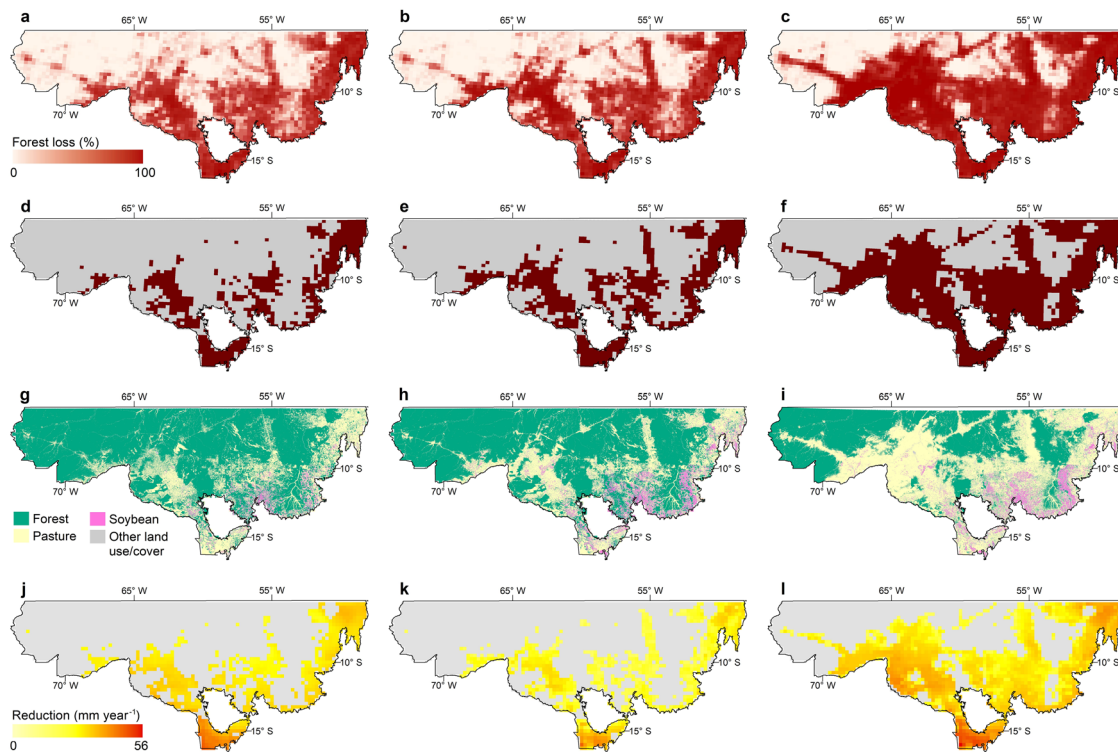 a
b
c
65° W
55° W
65° W
55° W
65° W
55° W
10° S
10° S
10° S
70° W
70° W
70° W
Forest loss (%)
0
100
15° S
15° S
15° S
d
e
f
65° W
55° W
65° W
55° W
65° W
55° W
10° S
10° S
10° S
70° W
70° W
70° W
15° S
15° S
15° S
g
h
i
65° W
55° W
65° W
55° W
65° W
55° W
10° S
10° S
10° S
70° W
70° W
70° W
Forest
Soybean
Pasture
Other land
use/cover
15° S
15° S
15° S
j
k
l
65° W
55° W
65° W
55° W
65° W
55° W
10° S
10° S
10° S
70° W
70° W
70° W
Reduction (mm year⁻¹)
0
56
15° S
15° S
15° S